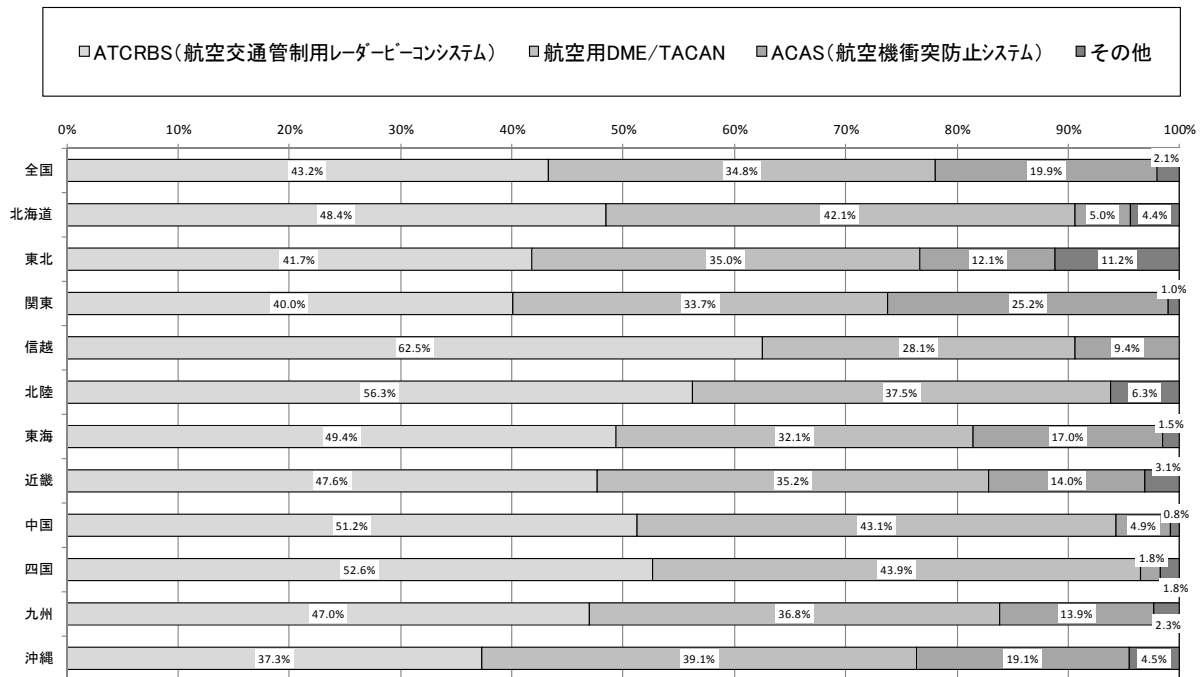 ■ATCRBS(航空交通管制用レーダービーコンシステム) ■航空用DME/TACAN ■ACAS(航空機衝突防止システム) ■その他
0% 10% 20% 30% 40% 50% 60% 70% 80% 90% 100%
全国 43.2% 34.8% 19.9% 2.1%
北海道 48.4% 42.1% 5.0% 4.4%
東北 41.7% 35.0% 12.1% 11.2%
関東 40.0% 33.7% 25.2% 1.0%
信越 62.5% 28.1% 9.4%
北陸 56.3% 37.5% 6.3%
東海 49.4% 32.1% 17.0% 1.5%
近畿 47.6% 35.2% 14.0% 3.1%
中国 51.2% 43.1% 4.9% 0.8%
四国 52.6% 43.9% 1.8% 1.8%
九州 47.0% 36.8% 13.9% 2.3%
沖縄 37.3% 39.1% 19.1% 4.5%